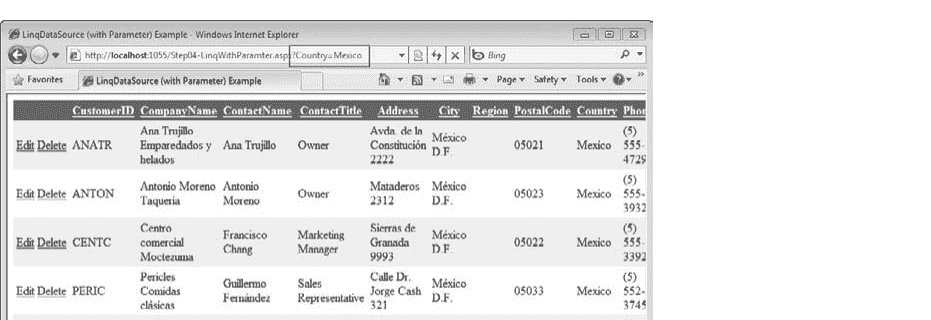 LinqDataSource (with Parameter) Example - Windows Internet Explorer
http://localhost:1055/Step04-LinqWithParamter.asp?Country=Mexico
Bing
Favorites LinqDataSource (with Parameter) Example Page Safety Tools
CustomerID CompanyName ContactName ContactTitle Address City Region PostalCode Country Phon
Ana Trujillo Avda. de la (5)
Edit Delete ANATR Emparedados y Ana Trujillo Owner Constitución México D.F. 05021 Mexico 555-
helados 2222 4729
(5)
Edit Delete ANTON Antonio Moreno Antonio Owner Mataderos México 05023 Mexico 555-
Taquería Moreno 2312 D.F. 3932
Centro Sierras de (5)
Edit Delete CENTC comercial Francisco Chang Marketing Manager Granada México D.F. 05022 Mexico 555-
Moctezuma 9993 3392
Pericles Calle Dr. (5)
Edit Delete PERIC Comidas Guillermo Fernández Sales Representative Jorge Cash México D.F. 05033 Mexico 552-
clásicas 321 3745